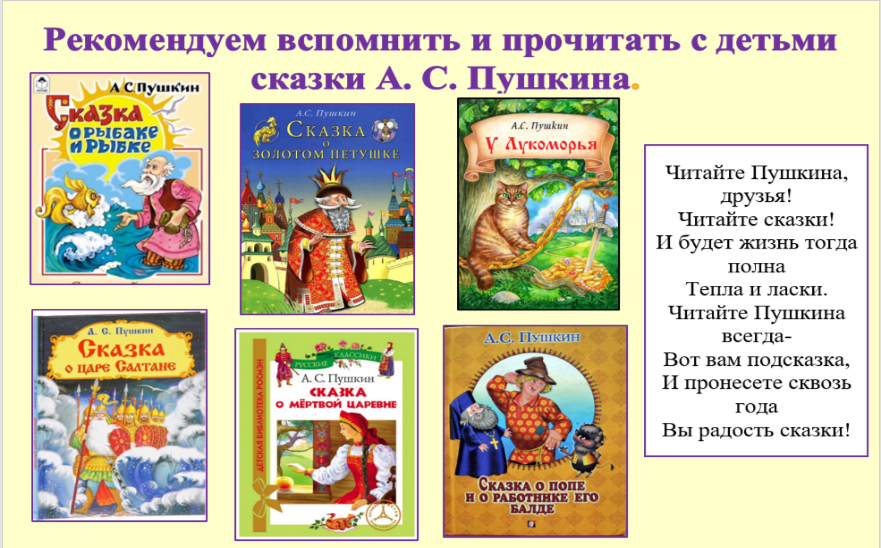 Рекомендуем вспомнить и прочитать с детьми
сказки А. С. Пушкина.
А С Пушкин
Сказка
о рыбаке
и рыбке
А.С. Пушкин
Сказка
о
золотом петушке
А.С. Пушкин
У Лукоморья
Читайте Пушкина,
друзья!
Читайте сказки!
И будет жизнь тогда
полна
Тепла и ласки.
Читайте Пушкина
всегда-
Вот вам подсказка,
И пронесете сквозь
года
Вы радость сказки!
А. С. Пушкин
Сказка
о царе Салтане
РУССКИЕ КЛАССИКИ
А. С. Пушкин
СКАЗКА
О МЁРТВОЙ ЦАРЕВНЕ
ДЕТСКАЯ БИБЛИОТЕКА РОСМЭН
А.С. Пушкин
Сказка о попе
и о работнике его
Балде